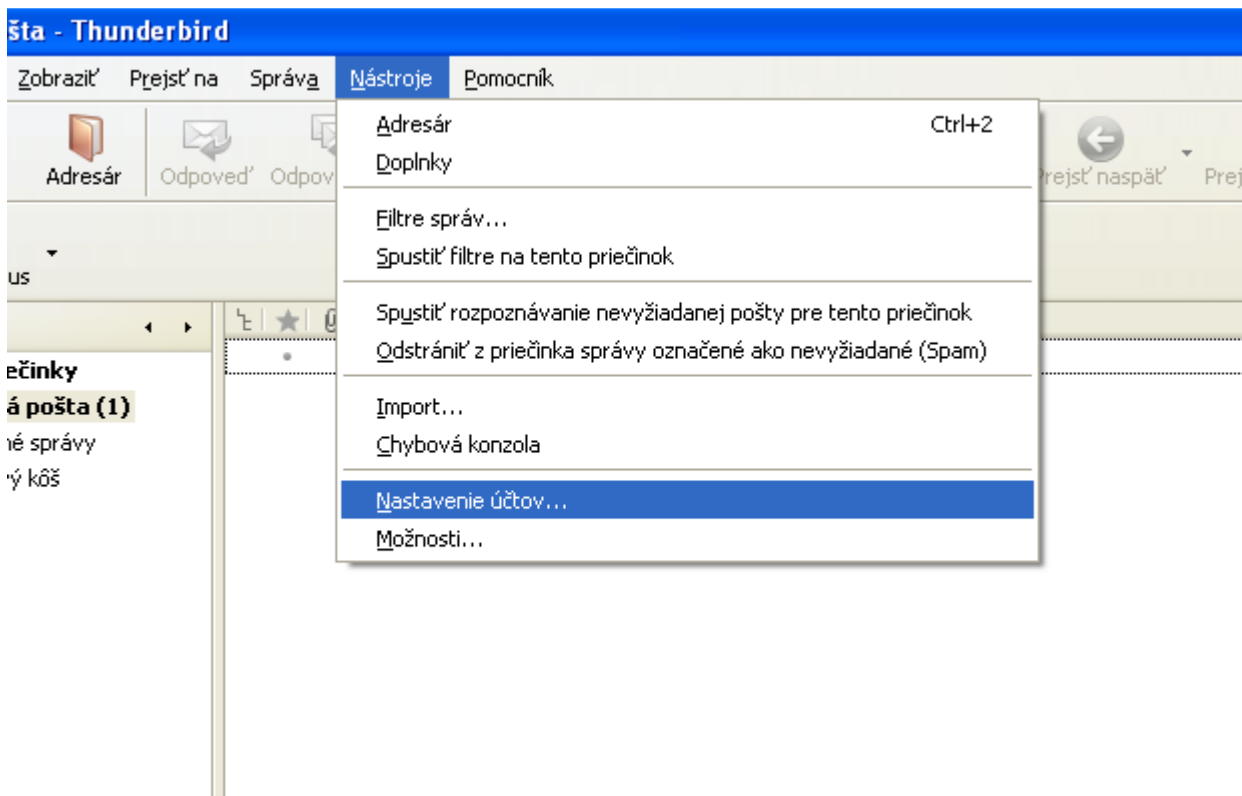 šta - Thunderbird
Zobraziť Prejsť na Správa Nástroje Pomocník
Adresár Odpoveď Odpov Prejsť naspäť Prej
us
Adresár Ctrl+2
Doplnky
Filtre správ...
Spustiť filtre na tento priečinok
Spustiť rozpoznávanie nevyžiadanej pošty pre tento priečinok
Odstrániť z priečinka správy označené ako nevyžiadané (Spam)
Import...
Chybová konzola
Nastavenie účtov...
Možnosti...
ečinky
á pošta (1)
né správy
ý kôš